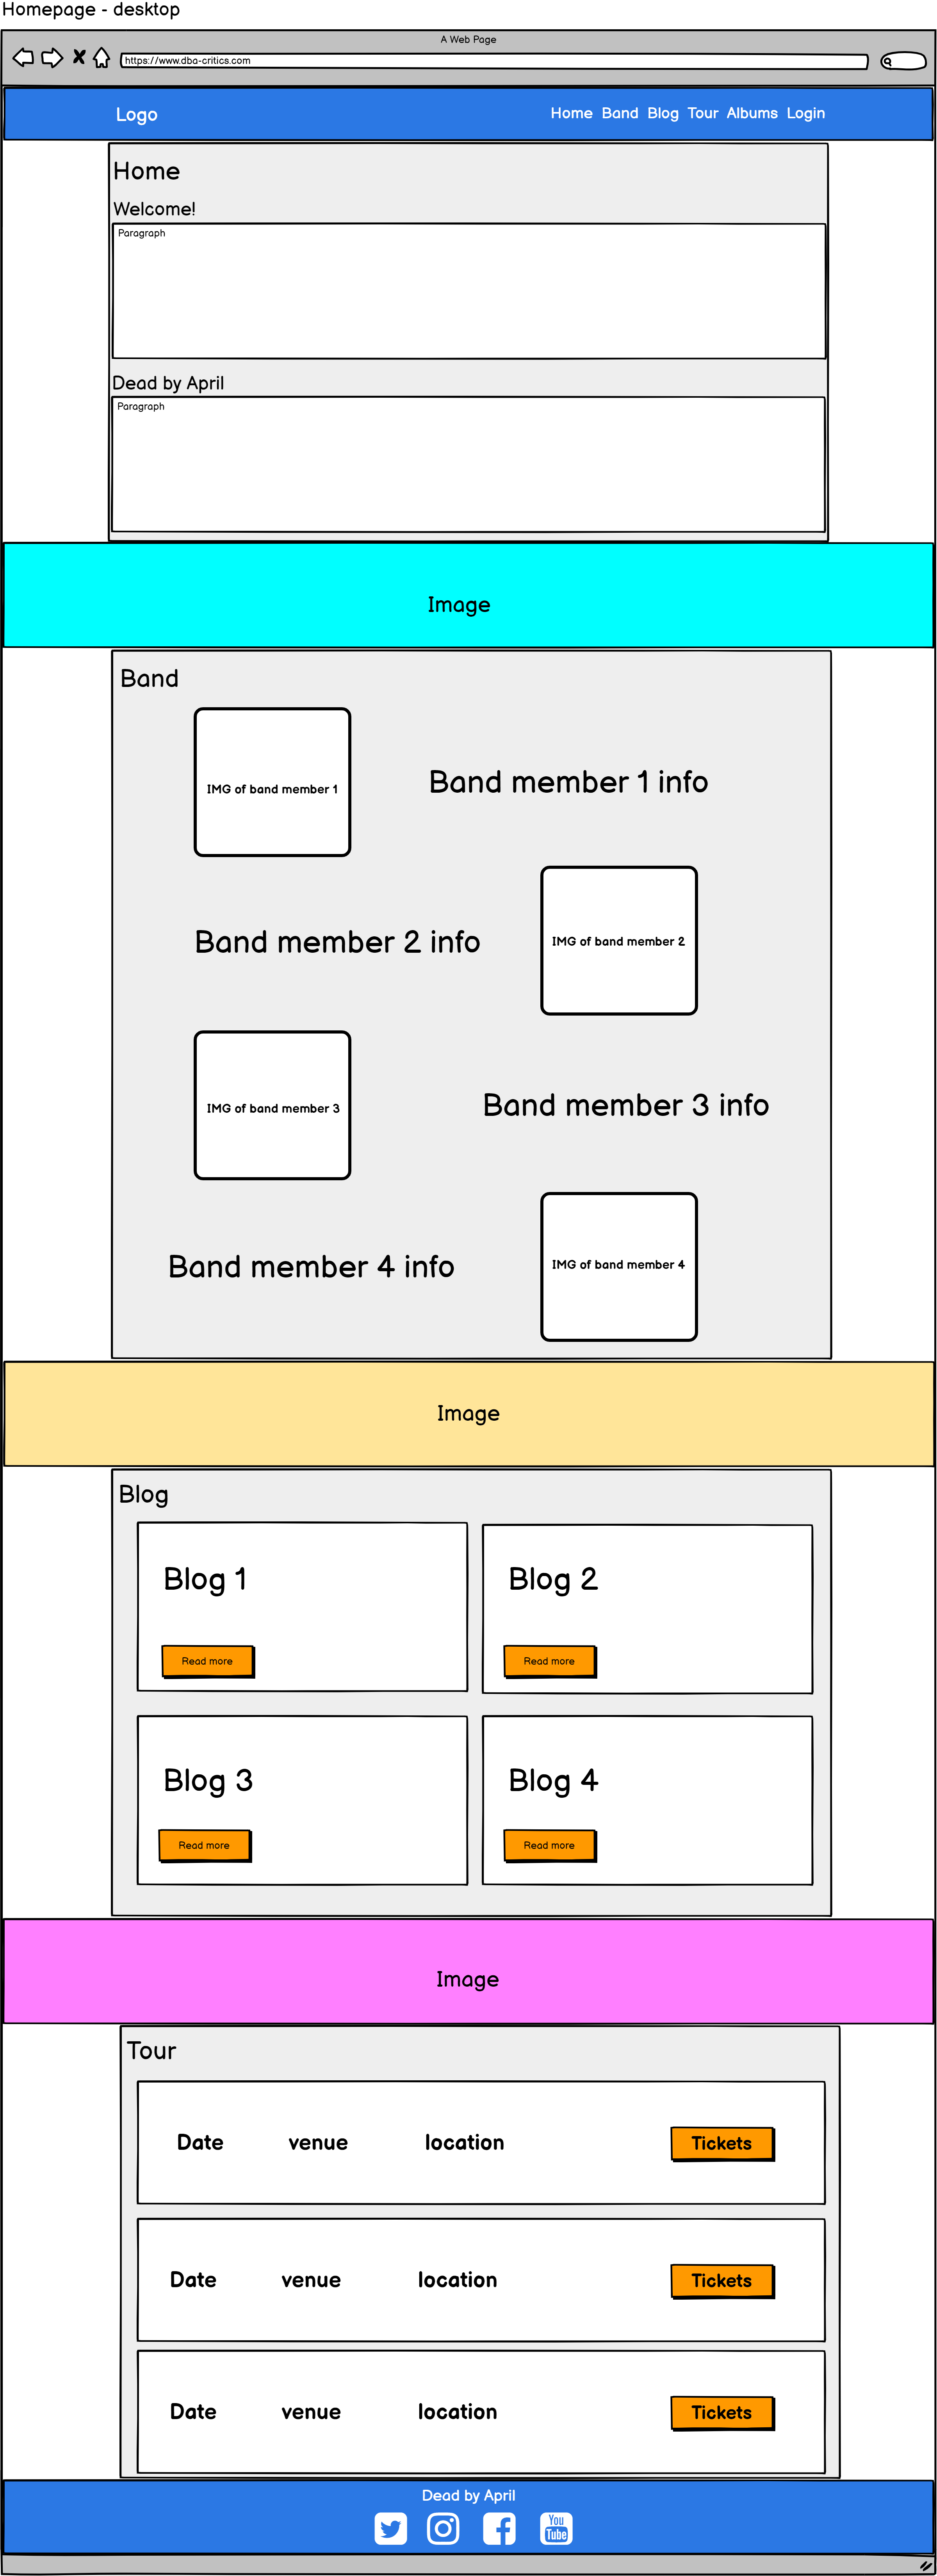 Homepage - desktop
A Web Page
https://www.dba-critics.com
Logo
Home Band Blog Tour Albums Login
Home
Welcome!
Paragraph
Dead by April
Paragraph
Image
Band
IMG of band member 1
Band member 1 info
Band member 2 info
IMG of band member 2
IMG of band member 3
Band member 3 info
Band member 4 info
IMG of band member 4
Image
Blog
Blog 1
Read more
Blog 2
Read more
Blog 3
Read more
Blog 4
Read more
Image
Tour
Date venue location Tickets
Date venue location Tickets
Date venue location Tickets
Dead by April
You
Tube